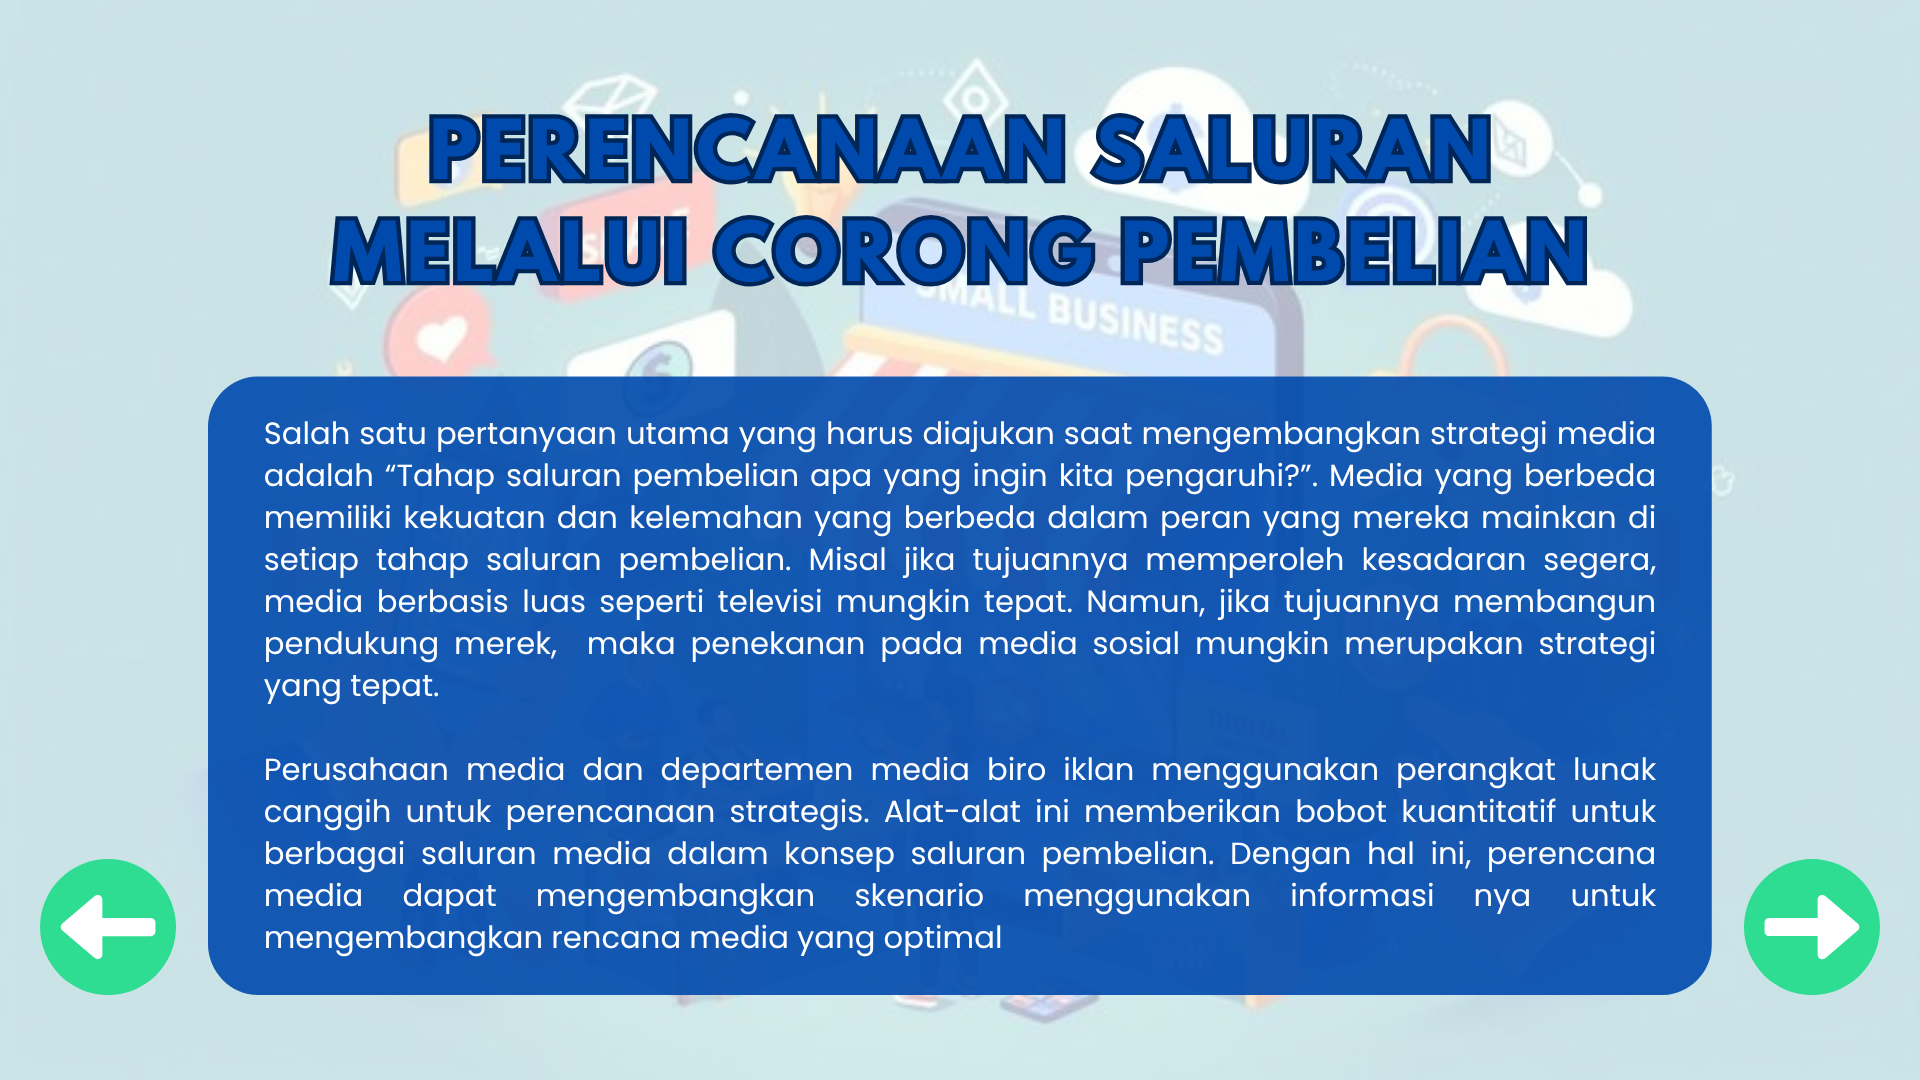 PERENCANAAN SALURAN
MELALUI CORONG PEMBELIAN
SMALL BUSINESS
Salah satu pertanyaan utama yang harus diajukan saat mengembangkan strategi media
adalah “Tahap saluran pembelian apa yang ingin kita pengaruhi?”. Media yang berbeda
memiliki kekuatan dan kelemahan yang berbeda dalam peran yang mereka mainkan di
setiap tahap saluran pembelian. Misal jika tujuannya memperoleh kesadaran segera,
media berbasis luas seperti televisi mungkin tepat. Namun, jika tujuannya membangun
pendukung merek,  maka penekanan pada media sosial mungkin merupakan strategi
yang tepat.
Perusahaan media dan departemen media biro iklan menggunakan perangkat lunak
canggih untuk perencanaan strategis. Alat-alat ini memberikan bobot kuantitatif untuk
berbagai saluran media dalam konsep saluran pembelian. Dengan hal ini, perencana
media dapat mengembangkan skenario menggunakan informasi nya untuk
mengembangkan rencana media yang optimal
DIGITAL